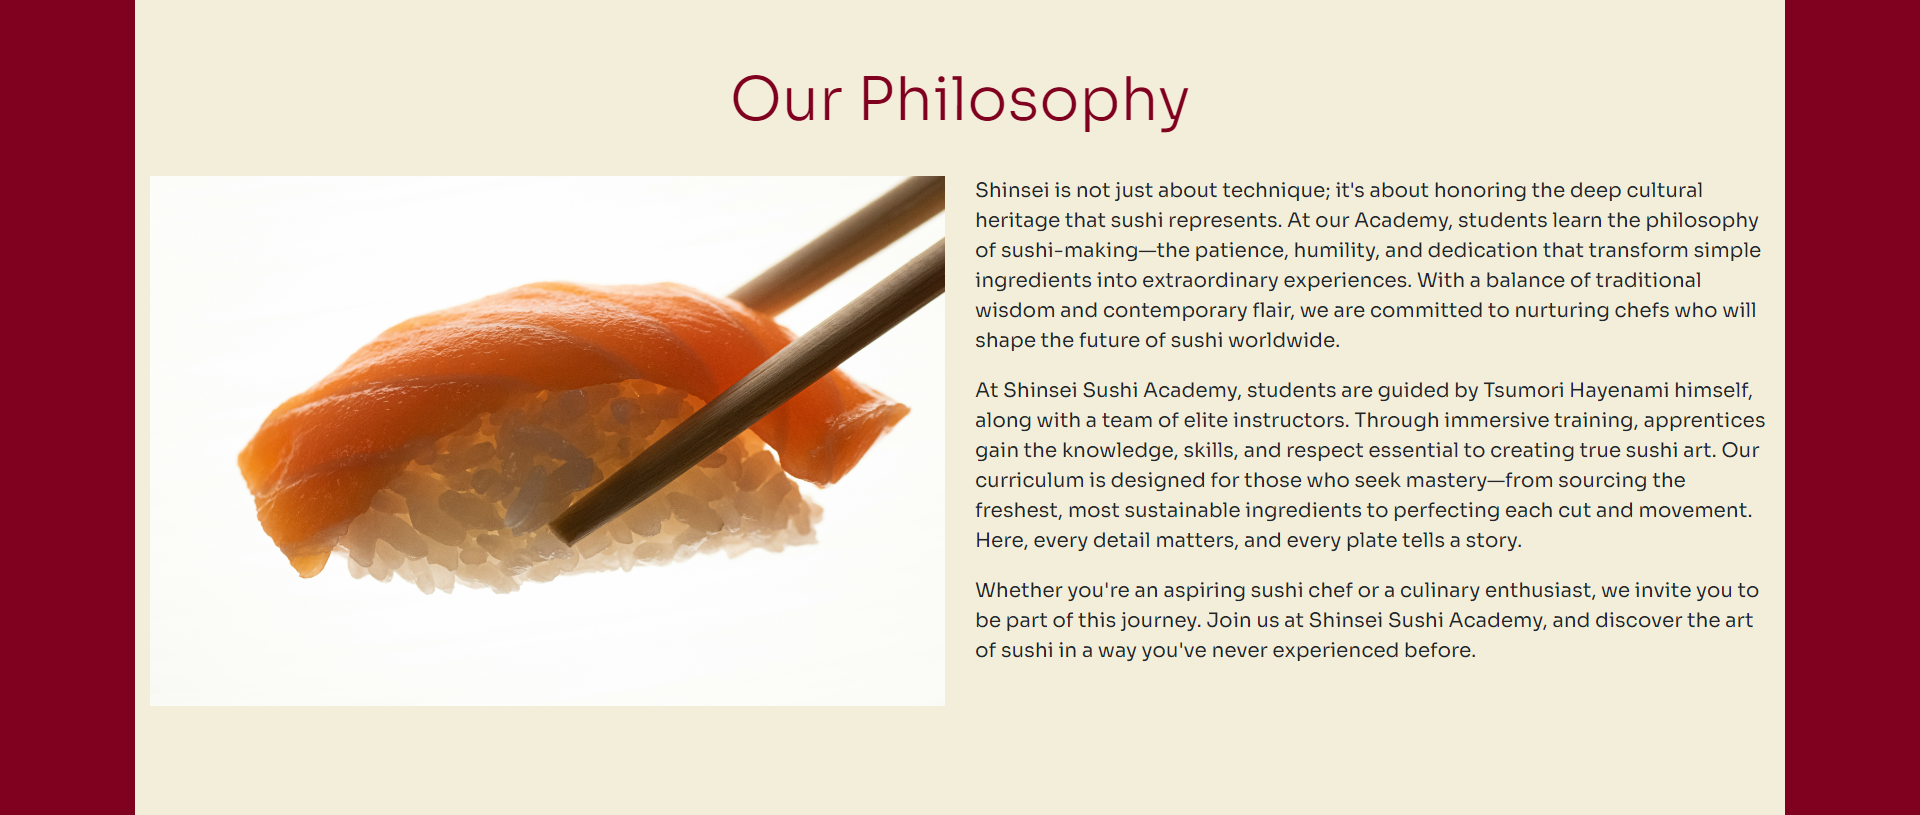 Our Philosophy
Shinsei is not just about technique; it's about honoring the deep cultural
heritage that sushi represents. At our Academy, students learn the philosophy
of sushi-making—the patience, humility, and dedication that transform simple
ingredients into extraordinary experiences. With a balance of traditional
wisdom and contemporary flair, we are committed to nurturing chefs who will
shape the future of sushi worldwide.
At Shinsei Sushi Academy, students are guided by Tsumori Hayenami himself,
along with a team of elite instructors. Through immersive training, apprentices
gain the knowledge, skills, and respect essential to creating true sushi art. Our
curriculum is designed for those who seek mastery—from sourcing the
freshest, most sustainable ingredients to perfecting each cut and movement.
Here, every detail matters, and every plate tells a story.
Whether you're an aspiring sushi chef or a culinary enthusiast, we invite you to
be part of this journey. Join us at Shinsei Sushi Academy, and discover the art
of sushi in a way you've never experienced before.